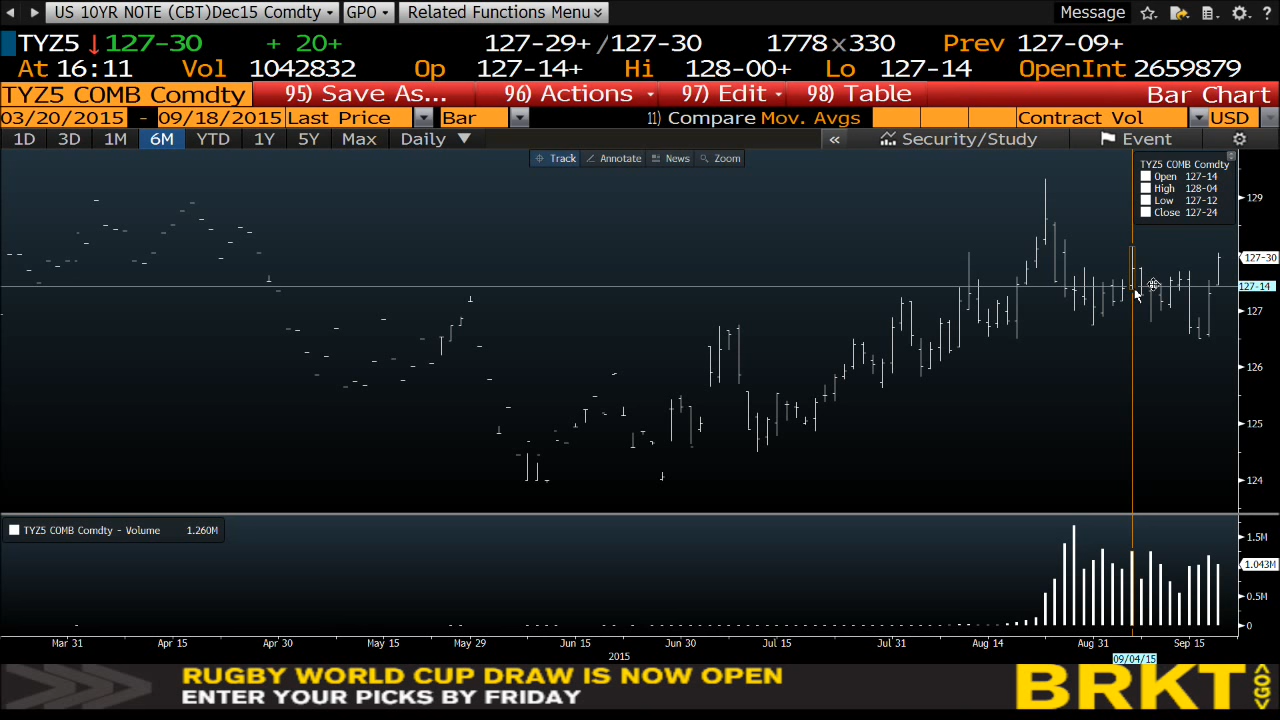 US 10YR NOTE (CBT)Dec15 Comdty GPO Related Functions Menu Message ?
TYZ5 ↓127-30 + 20+ 127-29+/127-30 1778x330 Prev 127-09+
At 16:11 Vol 1042832 Op 127-14+ Hi 128-00+ Lo 127-14 OpenInt 2659879
TYZ5 COMB Comdty 95) Save As... 96) Actions 97) Edit 98) Table Bar Chart
03/20/2015 - 09/18/2015 Last Price Bar 11) Compare Mov. Avgs Contract Vol USD
1D 3D 1M 6M YTD 1Y 5Y Max Daily ▼ « Security/Study Event
Track Annotate News Zoom
TYZ5 COMB Comdty
Open 127-14
High 128-04
Low 127-12
Close 127-24
129
127-30
127-14
127
126
125
124
TYZ5 COMB Comdty - Volume 1.260M
1.5M
1.043M
0.5M
0
Mar 31 Apr 15 Apr 30 May 15 May 29 Jun 15 Jun 30 Jul 15 Jul 31 Aug 14 Aug 31 Sep 15
2015 09/04/15
RUGBY WORLD CUP DRAW IS NOW OPEN
ENTER YOUR PICKS BY FRIDAY
BRKT <GO>